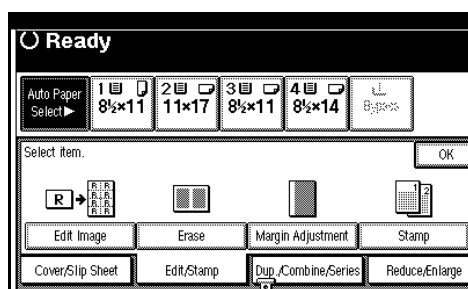 Ready
Auto Paper Select▶
1 8½×11
2 11×17
3 8½×11
4 8½×14
Bypass
Select item.
OK
R R R R R R R R R
1 2
Edit Image
Erase
Margin Adjustment
Stamp
Cover/Slip Sheet
Edit/Stamp
Dup./Combine/Series
Reduce/Enlarge